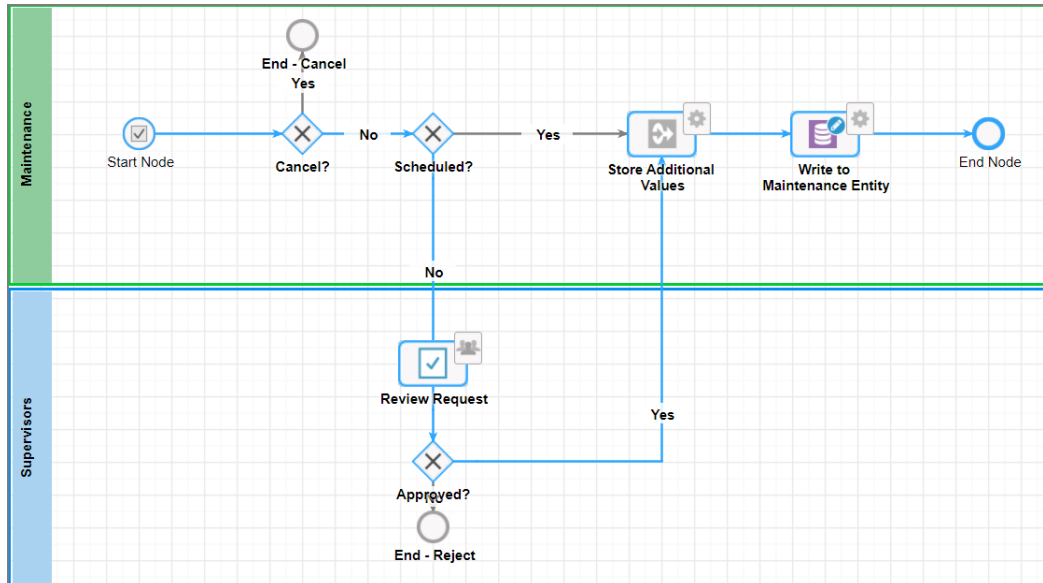 End - Cancel
Yes
Maintenance
Start Node
Cancel?
No
Scheduled?
Yes
Store Additional
Values
Write to
Maintenance Entity
End Node
No
Supervisors
Review Request
Yes
Approved?
No
End - Reject